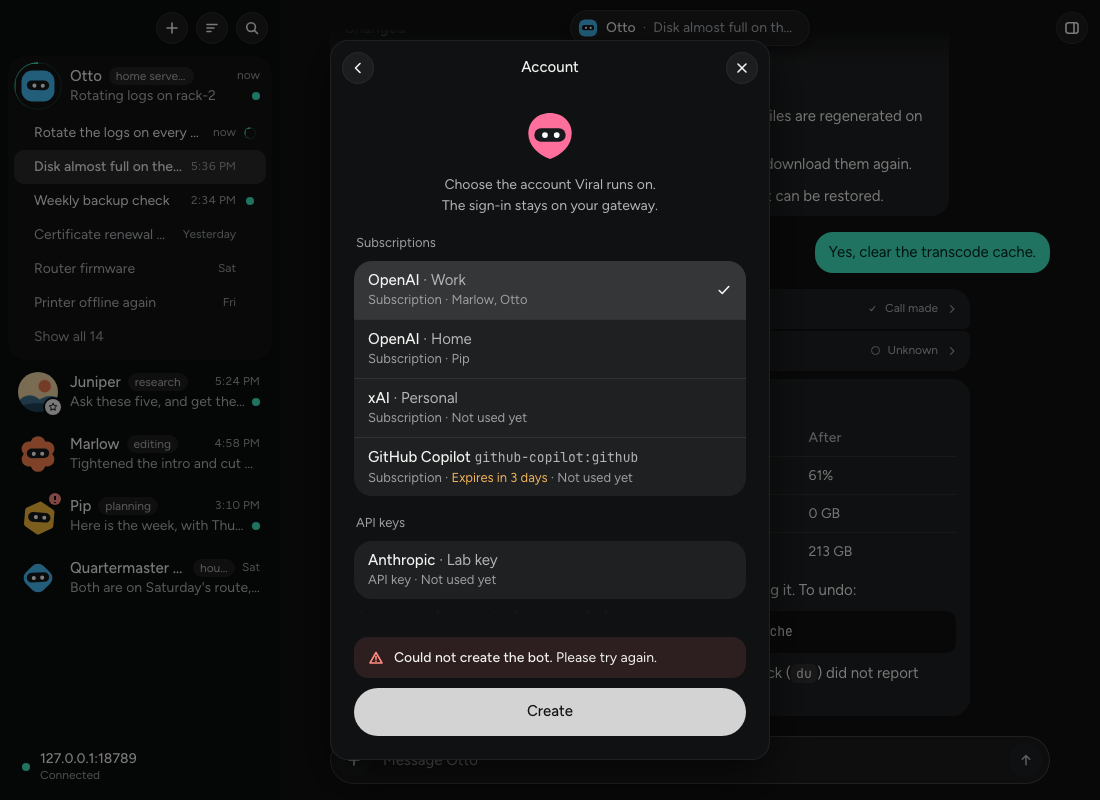 Otto home serve... now
Rotating logs on rack-2
Rotate the logs on every ... now
Disk almost full on the... 5:36 PM
Weekly backup check 2:34 PM
Certificate renewal ... Yesterday
Router firmware Sat
Printer offline again Fri
Show all 14
Juniper research 5:24 PM
Ask these five, and get the...
Marlow editing 4:58 PM
Tightened the intro and cut ...
Pip planning 3:10 PM
Here is the week, with Thu...
Quartermaster ... hou... Sat
Both are on Saturday's route,...
127.0.0.1:18789
Connected
Otto · Disk almost full on th...
Account
Choose the account Viral runs on.
The sign-in stays on your gateway.
Subscriptions
OpenAI · Work
Subscription · Marlow, Otto
OpenAI · Home
Subscription · Pip
xAI · Personal
Subscription · Not used yet
GitHub Copilot github-copilot:github
Subscription · Expires in 3 days · Not used yet
API keys
Anthropic · Lab key
API key · Not used yet
Could not create the bot. Please try again.
Create
iles are regenerated on
download them again.
can be restored.
Yes, clear the transcode cache.
Call made
Unknown
After
61%
0 GB
213 GB
g it. To undo:
che
ck (du) did not report
Message Otto